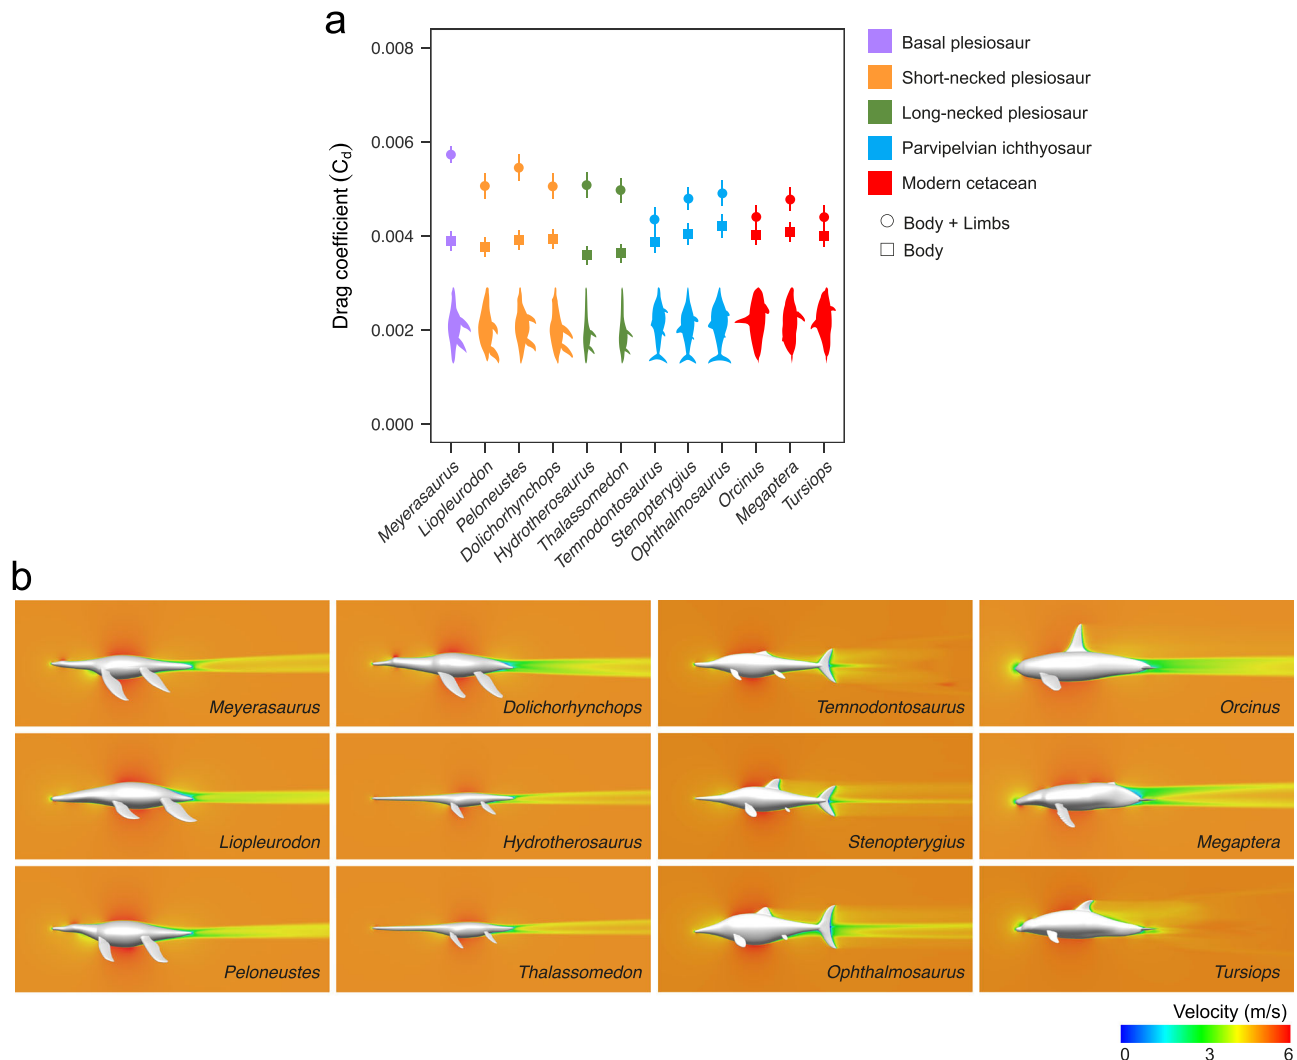 a
0.008
0.006
0.004
0.002
0.000
Drag coefficient (Cd)
Basal plesiosaur
Short-necked plesiosaur
Long-necked plesiosaur
Parvipelvian ichthyosaur
Modern cetacean
Body + Limbs
Body
Meyerasaurus
Liopleurodon
Peloneustes
Dolichorhynchops
Hydrotherosaurus
Thalassomedon
Temnodontosaurus
Stenopterygius
Ophthalmosaurus
Orcinus
Megaptera
Tursiops
b
Meyerasaurus
Dolichorhynchops
Temnodontosaurus
Orcinus
Liopleurodon
Hydrotherosaurus
Stenopterygius
Megaptera
Peloneustes
Thalassomedon
Ophthalmosaurus
Tursiops
Velocity (m/s)
0 3 6